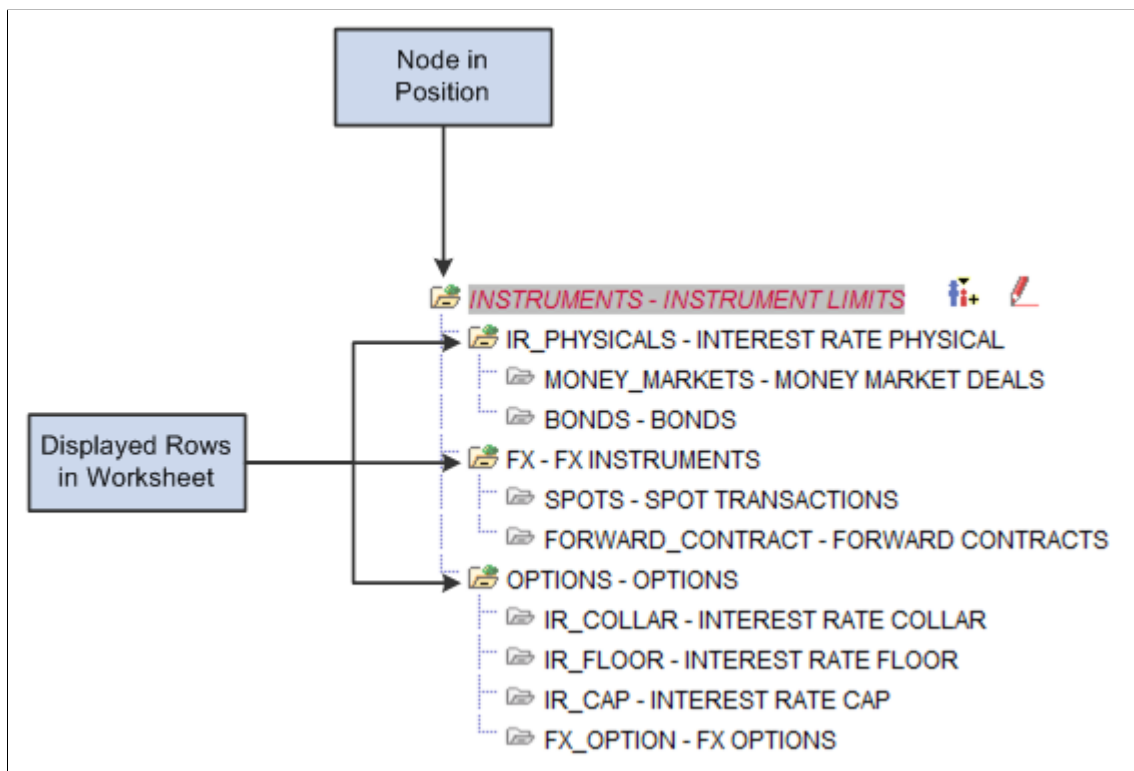 Node in
Position
INSTRUMENTS - INSTRUMENT LIMITS
IR_PHYSICALS - INTEREST RATE PHYSICAL
MONEY_MARKETS - MONEY MARKET DEALS
BONDS - BONDS
Displayed Rows
in Worksheet
FX - FX INSTRUMENTS
SPOTS - SPOT TRANSACTIONS
FORWARD_CONTRACT - FORWARD CONTRACTS
OPTIONS - OPTIONS
IR_COLLAR - INTEREST RATE COLLAR
IR_FLOOR - INTEREST RATE FLOOR
IR_CAP - INTEREST RATE CAP
FX_OPTION - FX OPTIONS